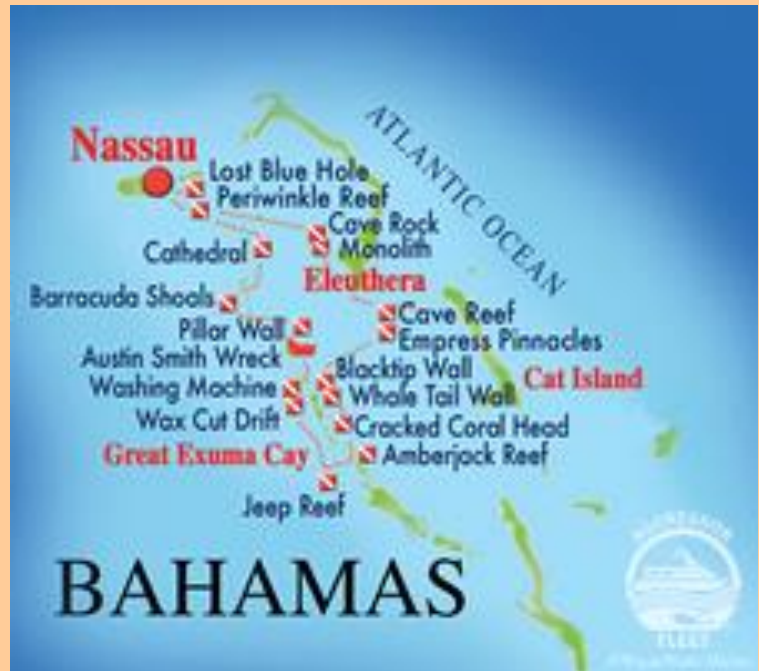 Nassau
ATLANTIC OCEAN
Lost Blue Hole
Periwinkle Reef
Cave Rock
Cathedral
Monolith
Eleuthera
Barracuda Shoals
Cave Reef
Pillar Wall
Empress Pinnacles
Austin Smith Wreck
Blacktip Wall
Cat Island
Washing Machine
Whale Tail Wall
Wax Cut Drift
Cracked Coral Head
Great Exuma Cay
Amberjack Reef
Jeep Reef
BAHAMAS
AGGRESSOR
FLEET